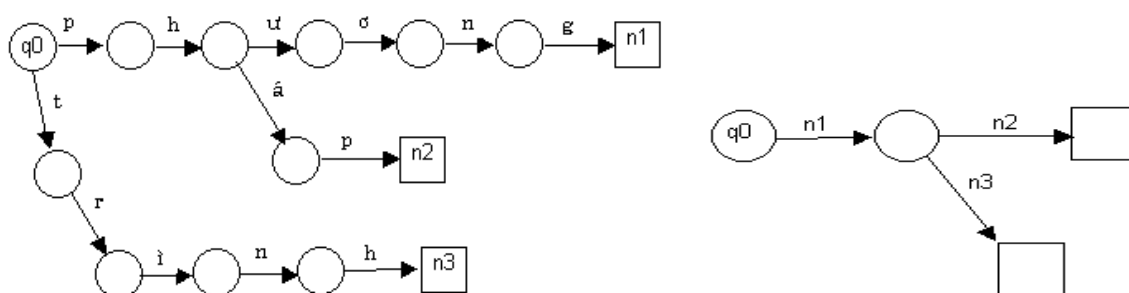 q0 p h ư ơ n g n1
t á
p n2
r
ì n h n3
q0 n1 n2
n3